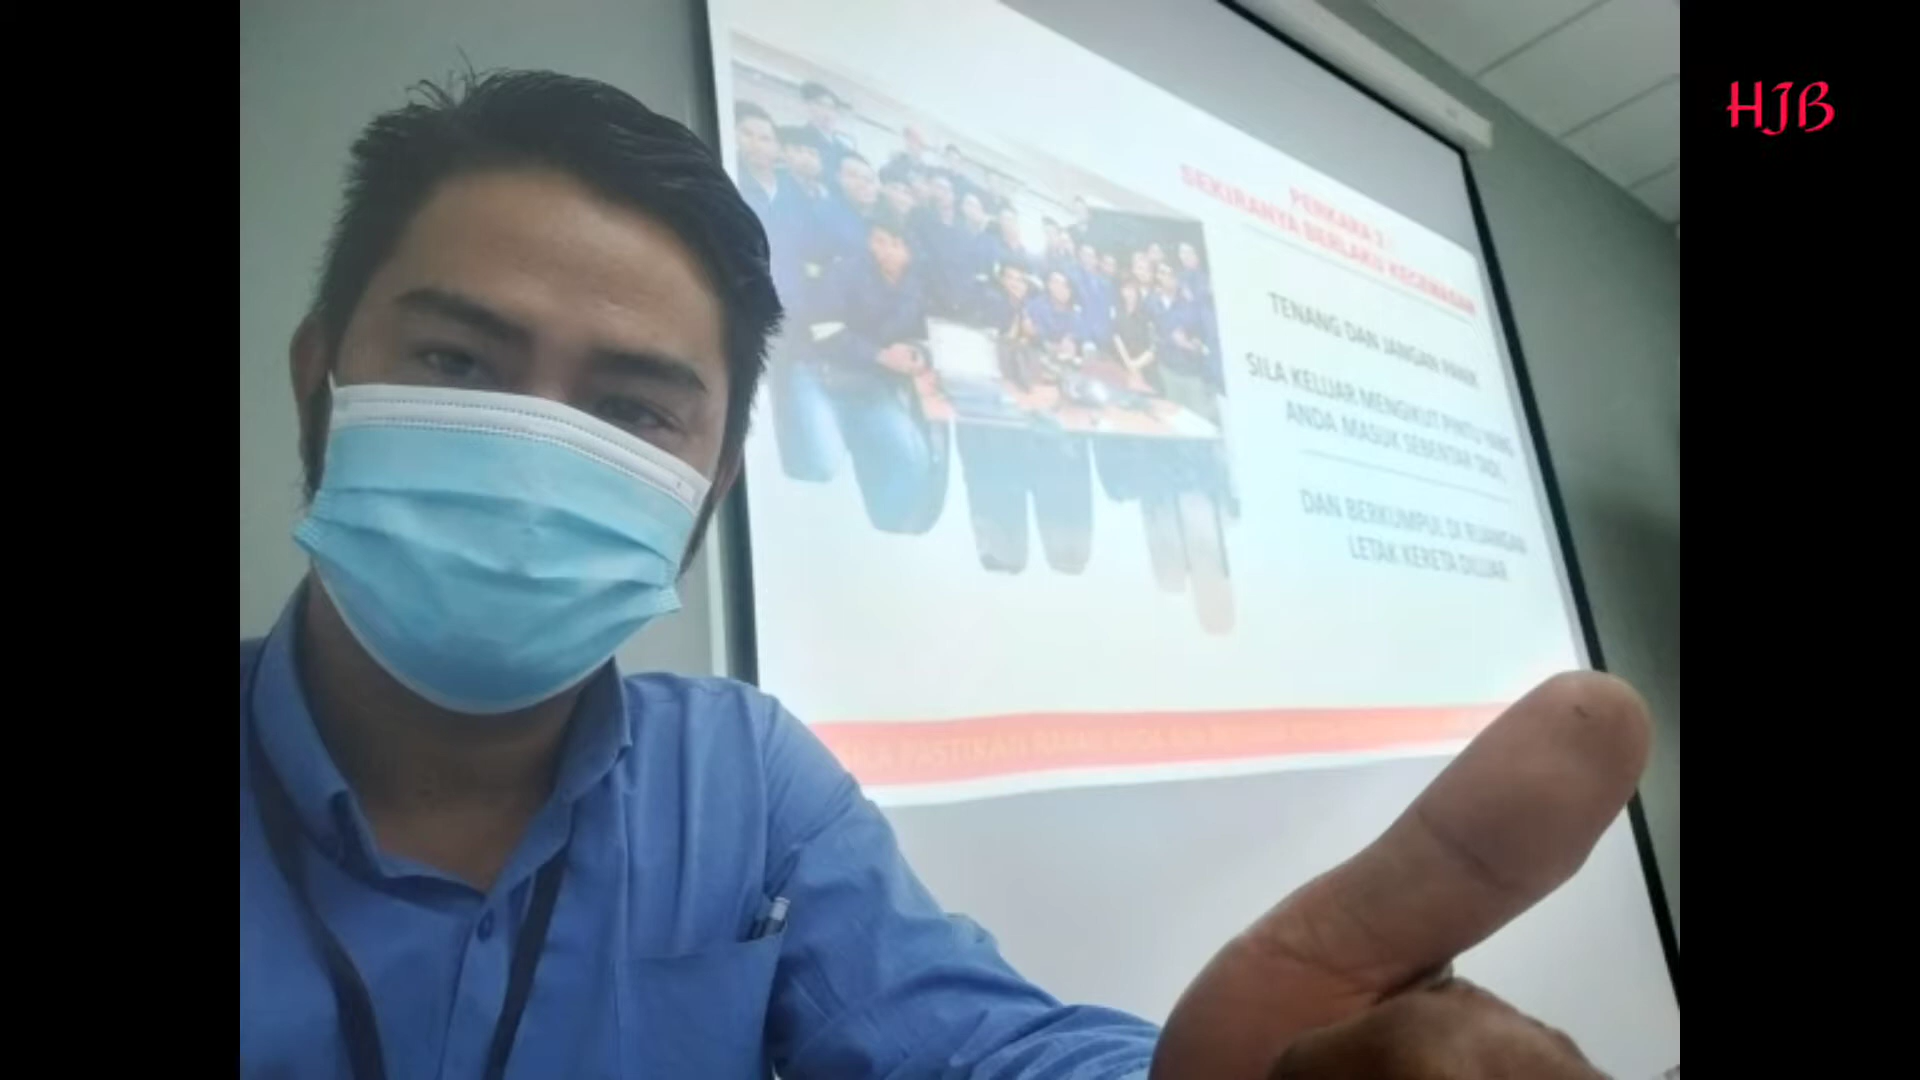 HJB
PERKARA 2 :
SEKIRANYA BERLAKU KECEMASAN
TENANG DAN JANGAN PANIK
SILA KELUAR MENGIKUT PINTU YANG
ANDA MASUK SEBENTAR TADI,
DAN BERKUMPUL DI RUANGAN
LETAK KERETA DILUAR
PASTIKAN